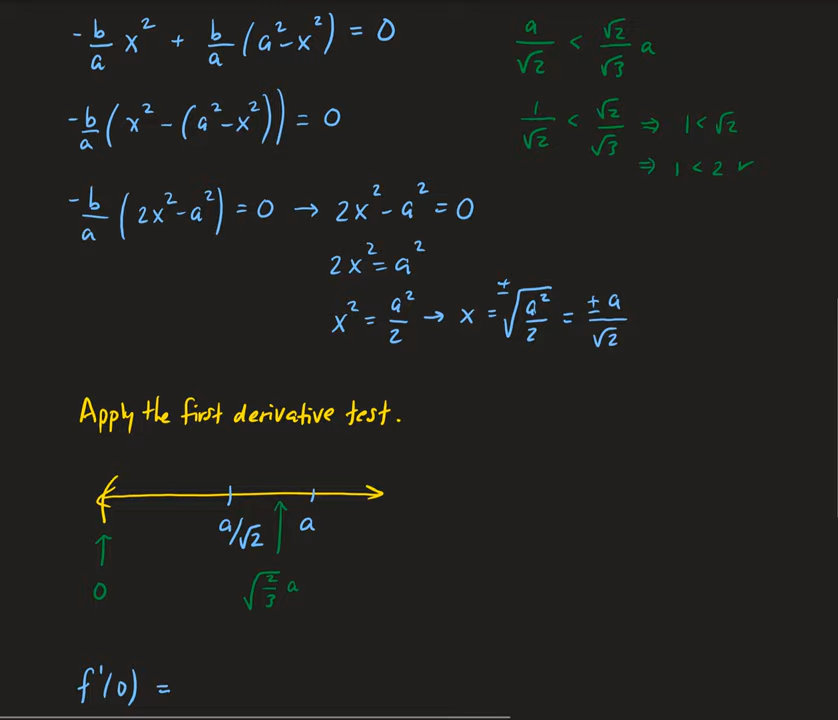 -b/a x² + b/a (a²-x²) = 0
-b/a (x² - (a²-x²)) = 0
-b/a (2x²-a²) = 0 → 2x² - a² = 0
2x² = a²
x² = a²/2 → x = ±√(a²/2) = ±a/√2
a/√2 < √2/√3 a
1/√2 < √2/√3 ⇒ 1 < √2
⇒ 1 < 2 ✓
Apply the first derivative test.
a/√2 a
0 √(2/3) a
f'(0) =